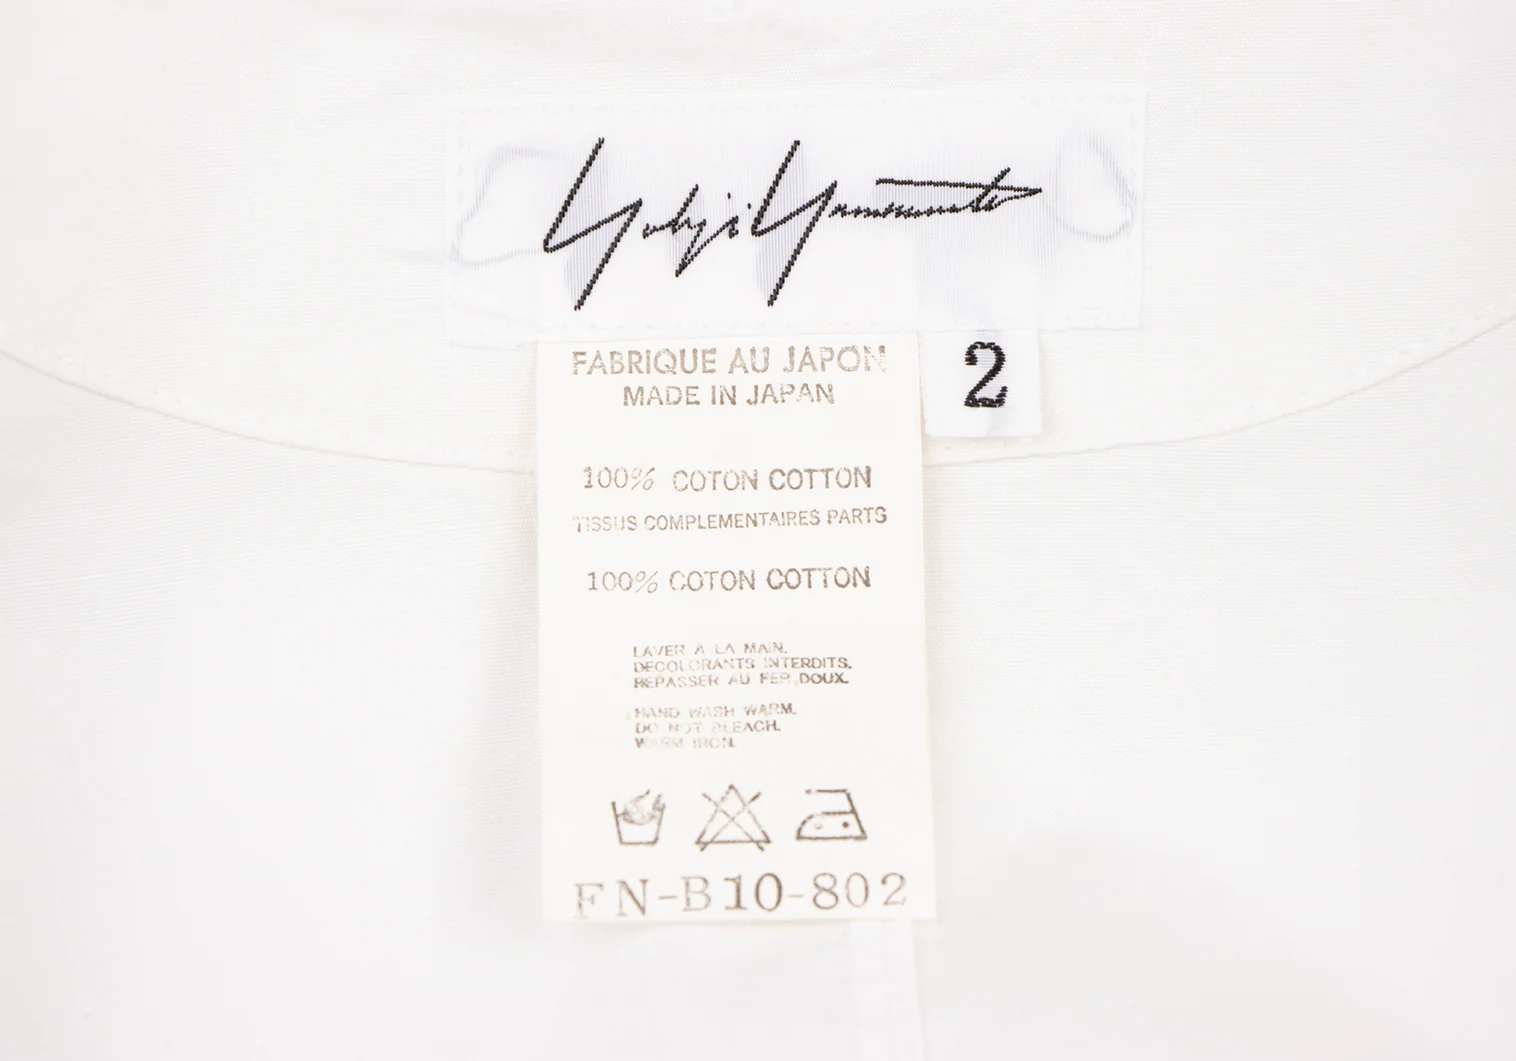 Yohji Yamamoto
2
FABRIQUE AU JAPON
MADE IN JAPAN
100% COTON COTTON
TISSUS COMPLEMENTAIRES PARTS
100% COTON COTTON
LAVER À LA MAIN.
DECOLORANTS INTERDITS.
REPASSER AU FER DOUX.
HAND WASH WARM.
DO NOT BLEACH.
WARM IRON.
FN-B10-802